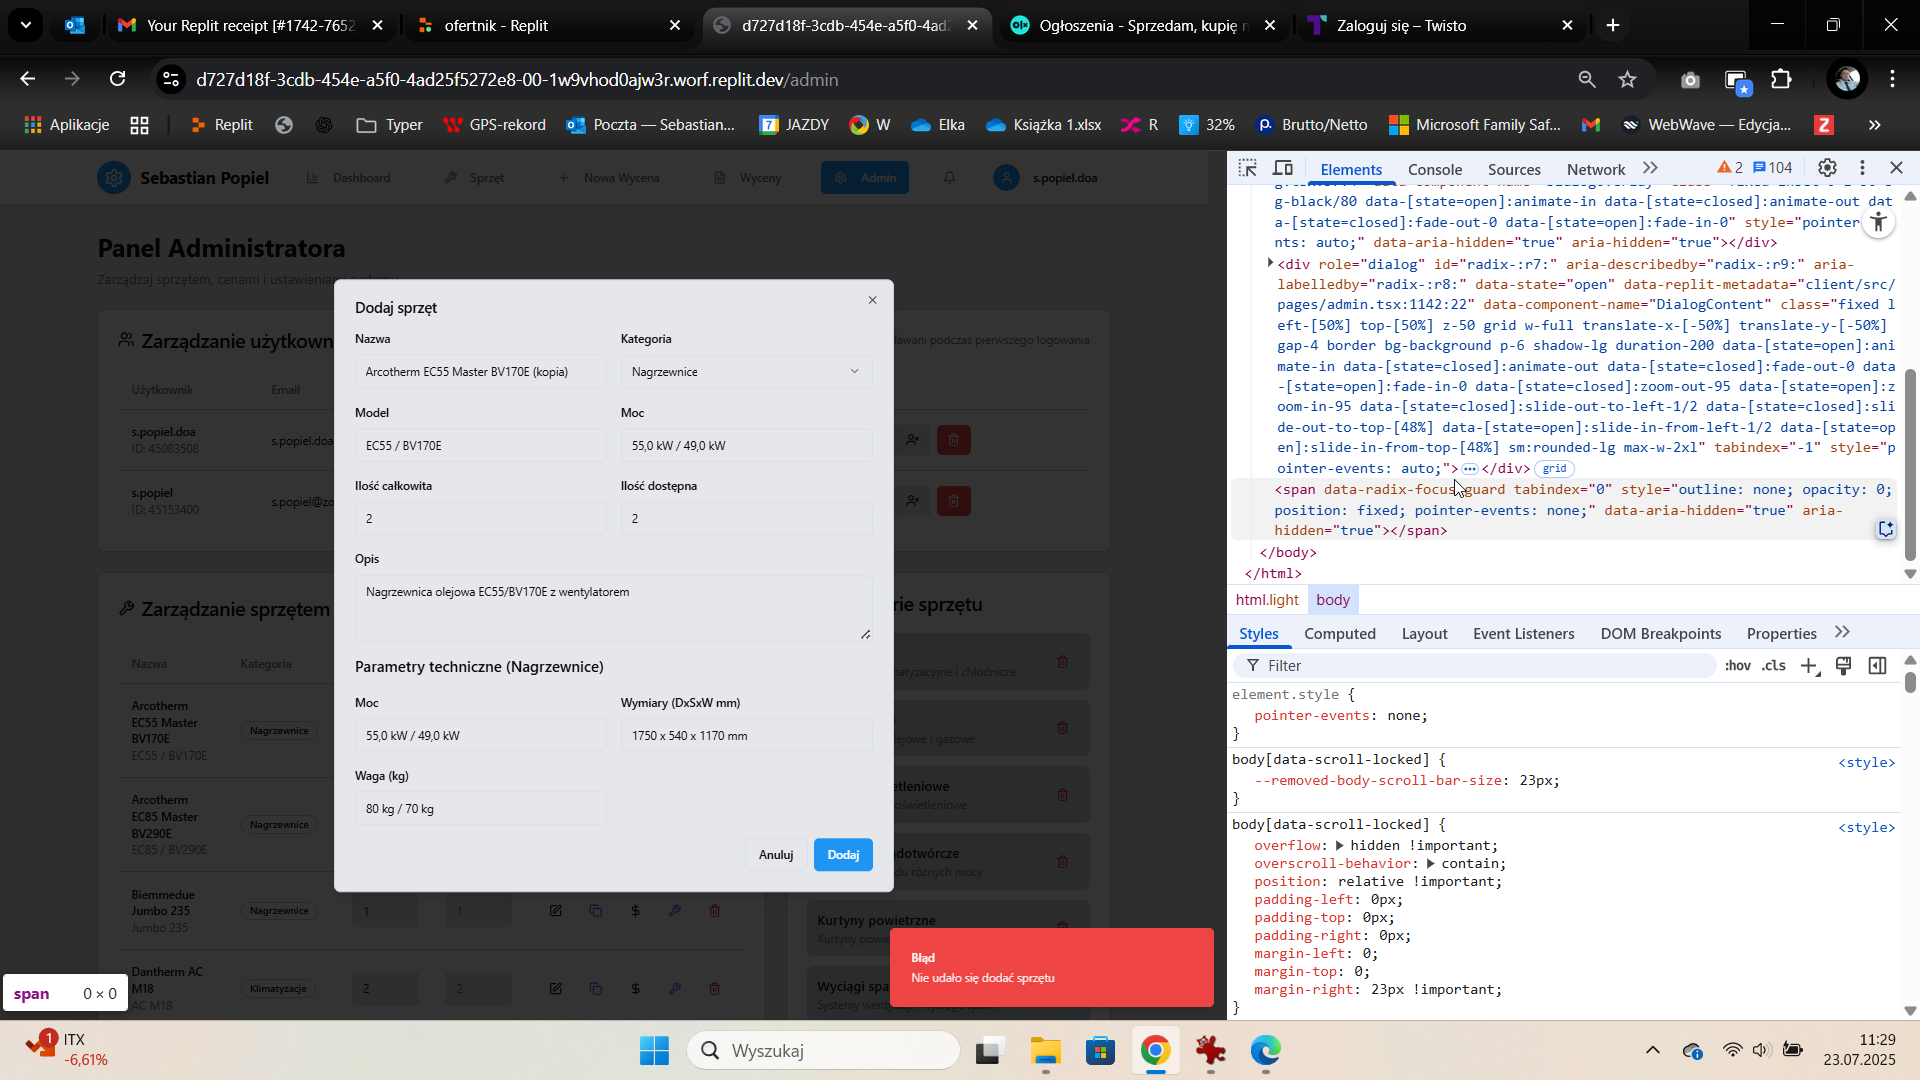 Your Replit receipt [#1742-7652
ofertnik - Replit
d727d18f-3cdb-454e-a5f0-4ad2
Ogłoszenia - Sprzedam, kupię n
Zaloguj się – Twisto
d727d18f-3cdb-454e-a5f0-4ad25f5272e8-00-1w9vhod0ajw3r.worf.replit.dev/admin
Aplikacje
Replit
Typer
GPS-rekord
Poczta — Sebastian...
JAZDY
W
Elka
Książka 1.xlsx
R
32%
Brutto/Netto
Microsoft Family Saf...
WebWave — Edycja...
Sebastian Popiel
Dashboard
Sprzęt
Nowa Wycena
Wyceny
Admin
s.popiel.doa
Panel Administratora
Zarządzaj sprzętem, cenami i ustawieniami systemu
Zarządzanie użytkown
dawani podczas pierwszego logowania
Użytkownik
Email
s.popiel.doa
ID: 45083508
s.popiel.doa
s.popiel
ID: 45153400
s.popiel@zo
Zarządzanie sprzętem
rie sprzętu
Nazwa
Kategoria
Arcotherm
EC55 Master
BV170E
EC55 / BV170E
Nagrzewnice
Arcotherm
EC85 Master
BV290E
EC85 / BV290E
Nagrzewnice
Biemmedue
Jumbo 235
Jumbo 235
Nagrzewnice
1
1
Dantherm AC
M18
AC M18
Klimatyzacje
2
2
matyzacyjne i chłodnicze
lejowe i gazowe
etleniowe
oświetleniowe
dotwórcze
du różnych mocy
Kurtyny powietrzne
Kurtyny powie
Wyciągi spa
Systemy wenty
Dodaj sprzęt
Nazwa
Kategoria
Arcotherm EC55 Master BV170E (kopia)
Nagrzewnice
Model
Moc
EC55 / BV170E
55,0 kW / 49,0 kW
Ilość całkowita
Ilość dostępna
2
2
Opis
Nagrzewnica olejowa EC55/BV170E z wentylatorem
Parametry techniczne (Nagrzewnice)
Moc
Wymiary (DxSxW mm)
55,0 kW / 49,0 kW
1750 x 540 x 1170 mm
Waga (kg)
80 kg / 70 kg
Anuluj
Dodaj
Błąd
Nie udało się dodać sprzętu
span 0 × 0
Elements
Console
Sources
Network
2
104
g-black/80 data-[state=open]:animate-in data-[state=closed]:animate-out dat
a-[state=closed]:fade-out-0 data-[state=open]:fade-in-0" style="pointer
nts: auto;" data-aria-hidden="true" aria-hidden="true"></div>
<div role="dialog" id="radix-:r7:" aria-describedby="radix-:r9:" aria-
labelledby="radix-:r8:" data-state="open" data-replit-metadata="client/src/
pages/admin.tsx:1142:22" data-component-name="DialogContent" class="fixed l
eft-[50%] top-[50%] z-50 grid w-full translate-x-[-50%] translate-y-[-50%]
gap-4 border bg-background p-6 shadow-lg duration-200 data-[state=open]:ani
mate-in data-[state=closed]:animate-out data-[state=closed]:fade-out-0 data
-[state=open]:fade-in-0 data-[state=closed]:zoom-out-95 data-[state=open]:z
oom-in-95 data-[state=closed]:slide-out-to-left-1/2 data-[state=closed]:sli
de-out-to-top-[48%] data-[state=open]:slide-in-from-left-1/2 data-[state=op
en]:slide-in-from-top-[48%] sm:rounded-lg max-w-2xl" tabindex="-1" style="p
ointer-events: auto;">⋯</div> grid
<span data-radix-focus-guard tabindex="0" style="outline: none; opacity: 0;
position: fixed; pointer-events: none;" data-aria-hidden="true" aria-
hidden="true"></span>
</body>
</html>
html.light
body
Styles
Computed
Layout
Event Listeners
DOM Breakpoints
Properties
Filter
:hov
.cls
element.style {
pointer-events: none;
}
body[data-scroll-locked] {
<style>
--removed-body-scroll-bar-size: 23px;
}
body[data-scroll-locked] {
<style>
overflow: hidden !important;
overscroll-behavior: contain;
position: relative !important;
padding-left: 0px;
padding-top: 0px;
padding-right: 0px;
margin-left: 0;
margin-top: 0;
margin-right: 23px !important;
}
1
ITX
-6,61%
Wyszukaj
11:29
23.07.2025